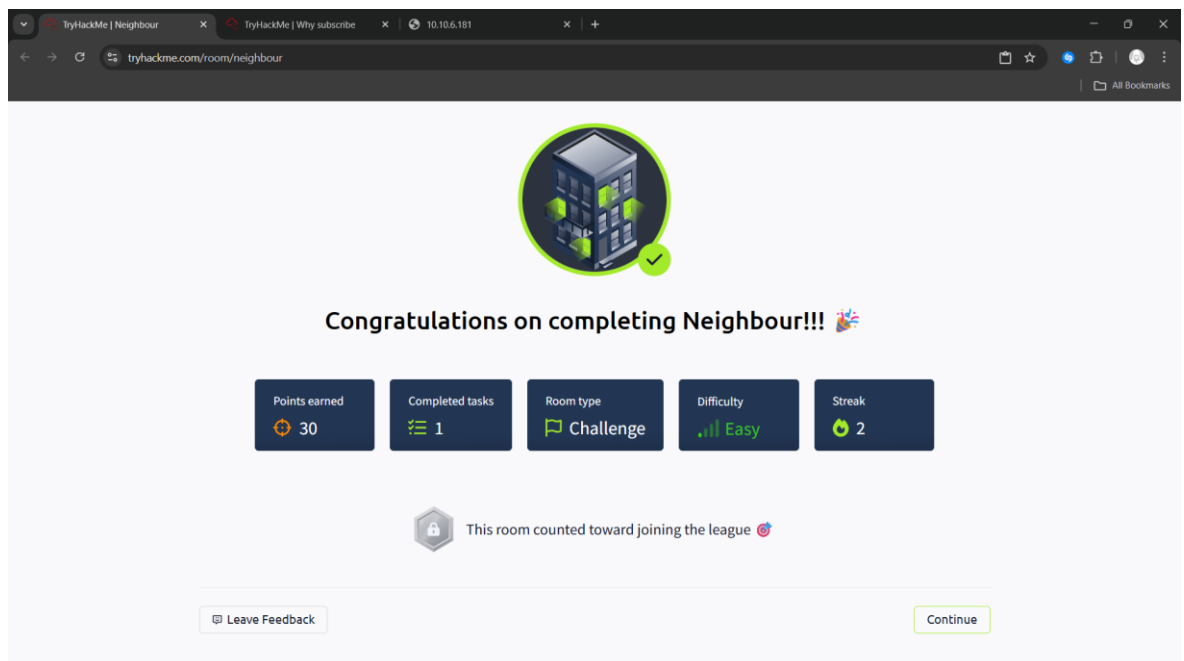 TryHackMe | Neighbour
TryHackMe | Why subscribe
10.10.6.181
tryhackme.com/room/neighbour
All Bookmarks
Congratulations on completing Neighbour!!! 🎉
Points earned
30
Completed tasks
1
Room type
Challenge
Difficulty
Easy
Streak
2
This room counted toward joining the league 🎯
Leave Feedback
Continue